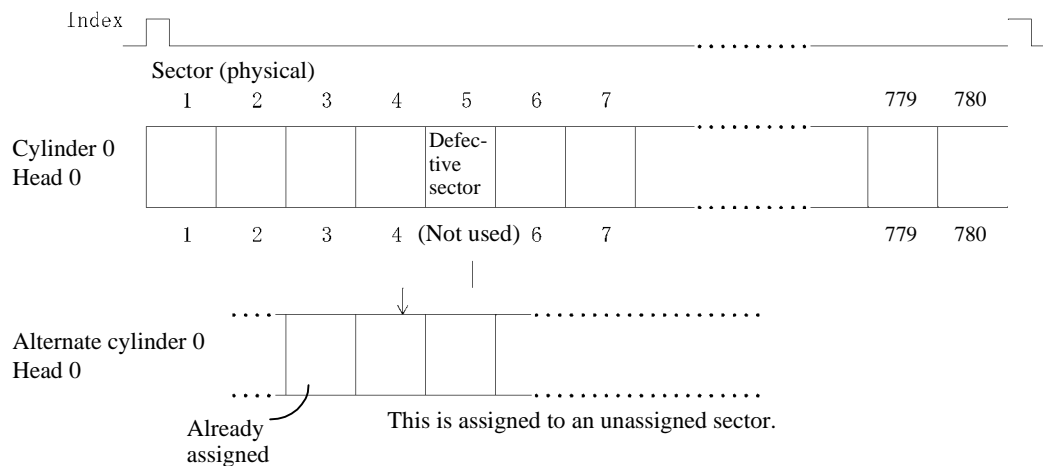 Index
Sector (physical)
1 2 3 4 5 6 7 779 780
Cylinder 0
Head 0
Defec-
tive
sector
1 2 3 4 (Not used) 6 7 779 780
Alternate cylinder 0
Head 0
Already
assigned
This is assigned to an unassigned sector.